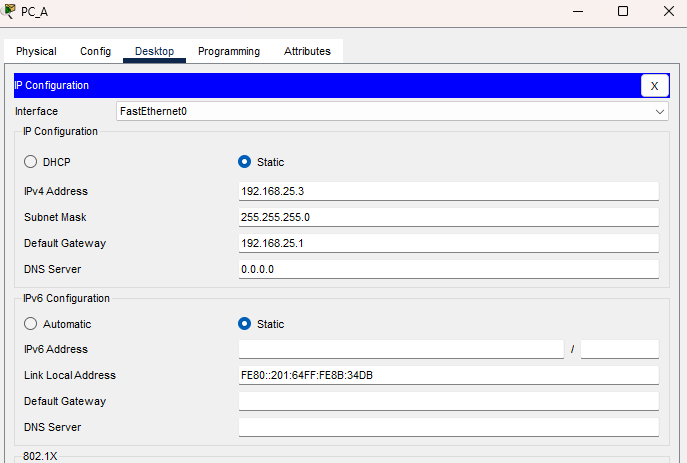 PC_A
Physical Config Desktop Programming Attributes
IP Configuration X
Interface FastEthernet0
IP Configuration
DHCP Static
IPv4 Address 192.168.25.3
Subnet Mask 255.255.255.0
Default Gateway 192.168.25.1
DNS Server 0.0.0.0
IPv6 Configuration
Automatic Static
IPv6 Address /
Link Local Address FE80::201:64FF:FE8B:34DB
Default Gateway
DNS Server
802.1X